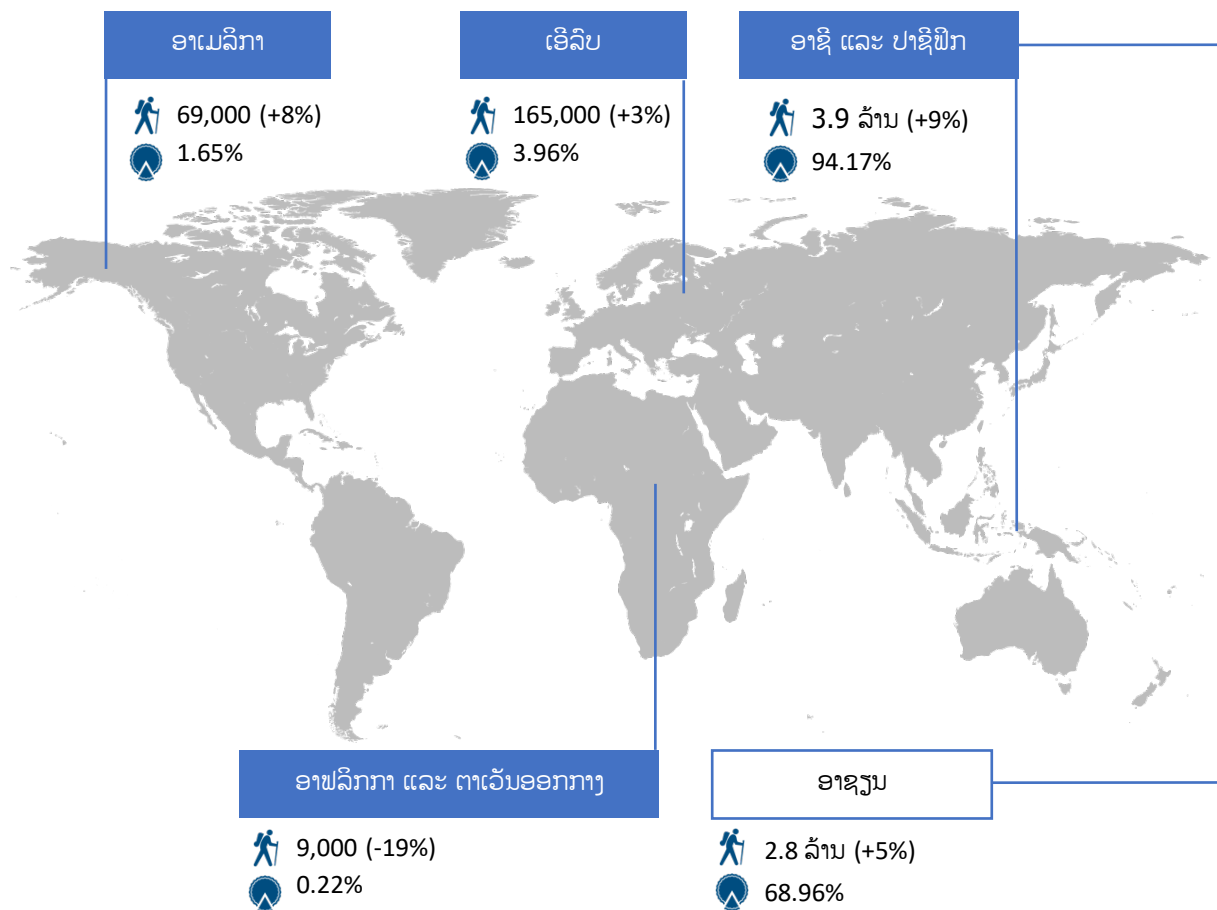 ອາເມລິກາ
69,000 (+8%)
1.65%
ເອີລົບ
165,000 (+3%)
3.96%
ອາຊີ ແລະ ປາຊີຟິກ
3.9 ລ້ານ (+9%)
94.17%
ອາຟລິກກາ ແລະ ຕາເວັນອອກກາງ
9,000 (-19%)
0.22%
ອາຊຽນ
2.8 ລ້ານ (+5%)
68.96%